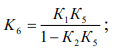 K₆ = K₁K₅ / (1 − K₂K₅) ;